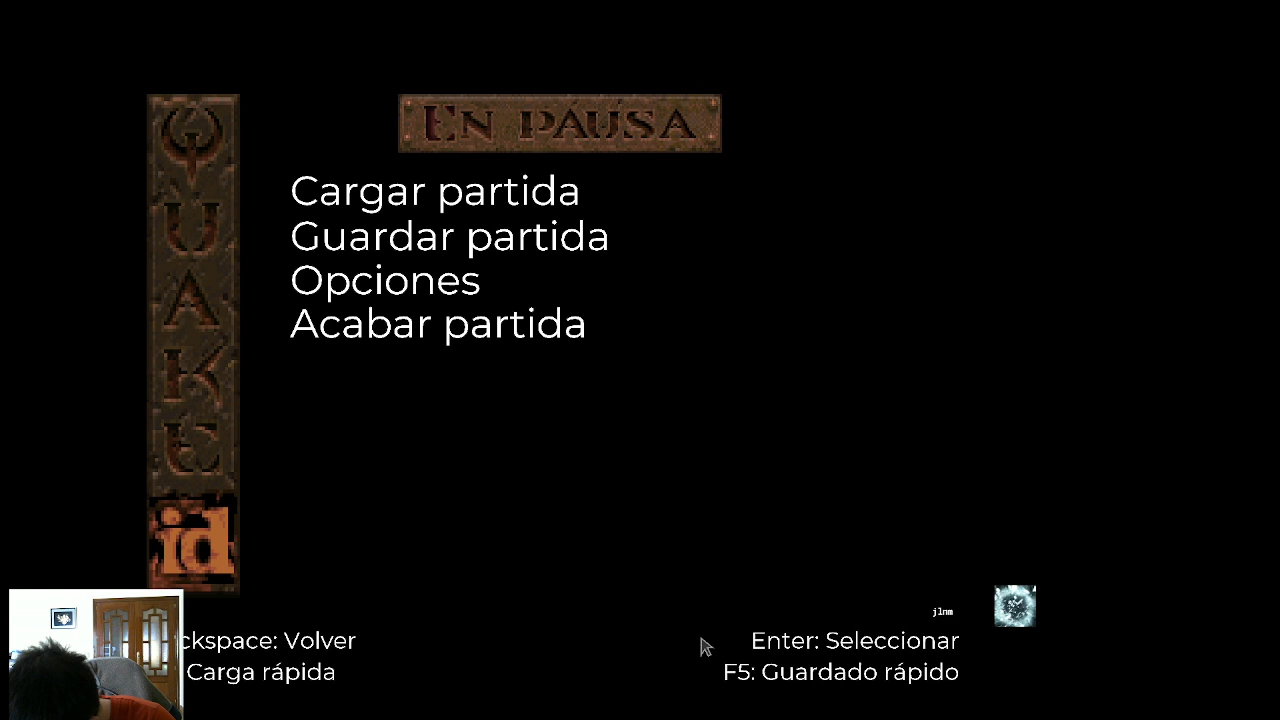 QUAKE
id
En pausa
Cargar partida
Guardar partida
Opciones
Acabar partida
j1nm
ckspace: Volver
Enter: Seleccionar
Carga rápida
F5: Guardado rápido